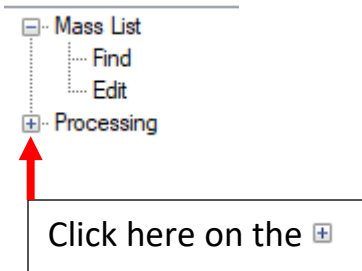 Mass List
Find
Edit
Processing
Click here on the